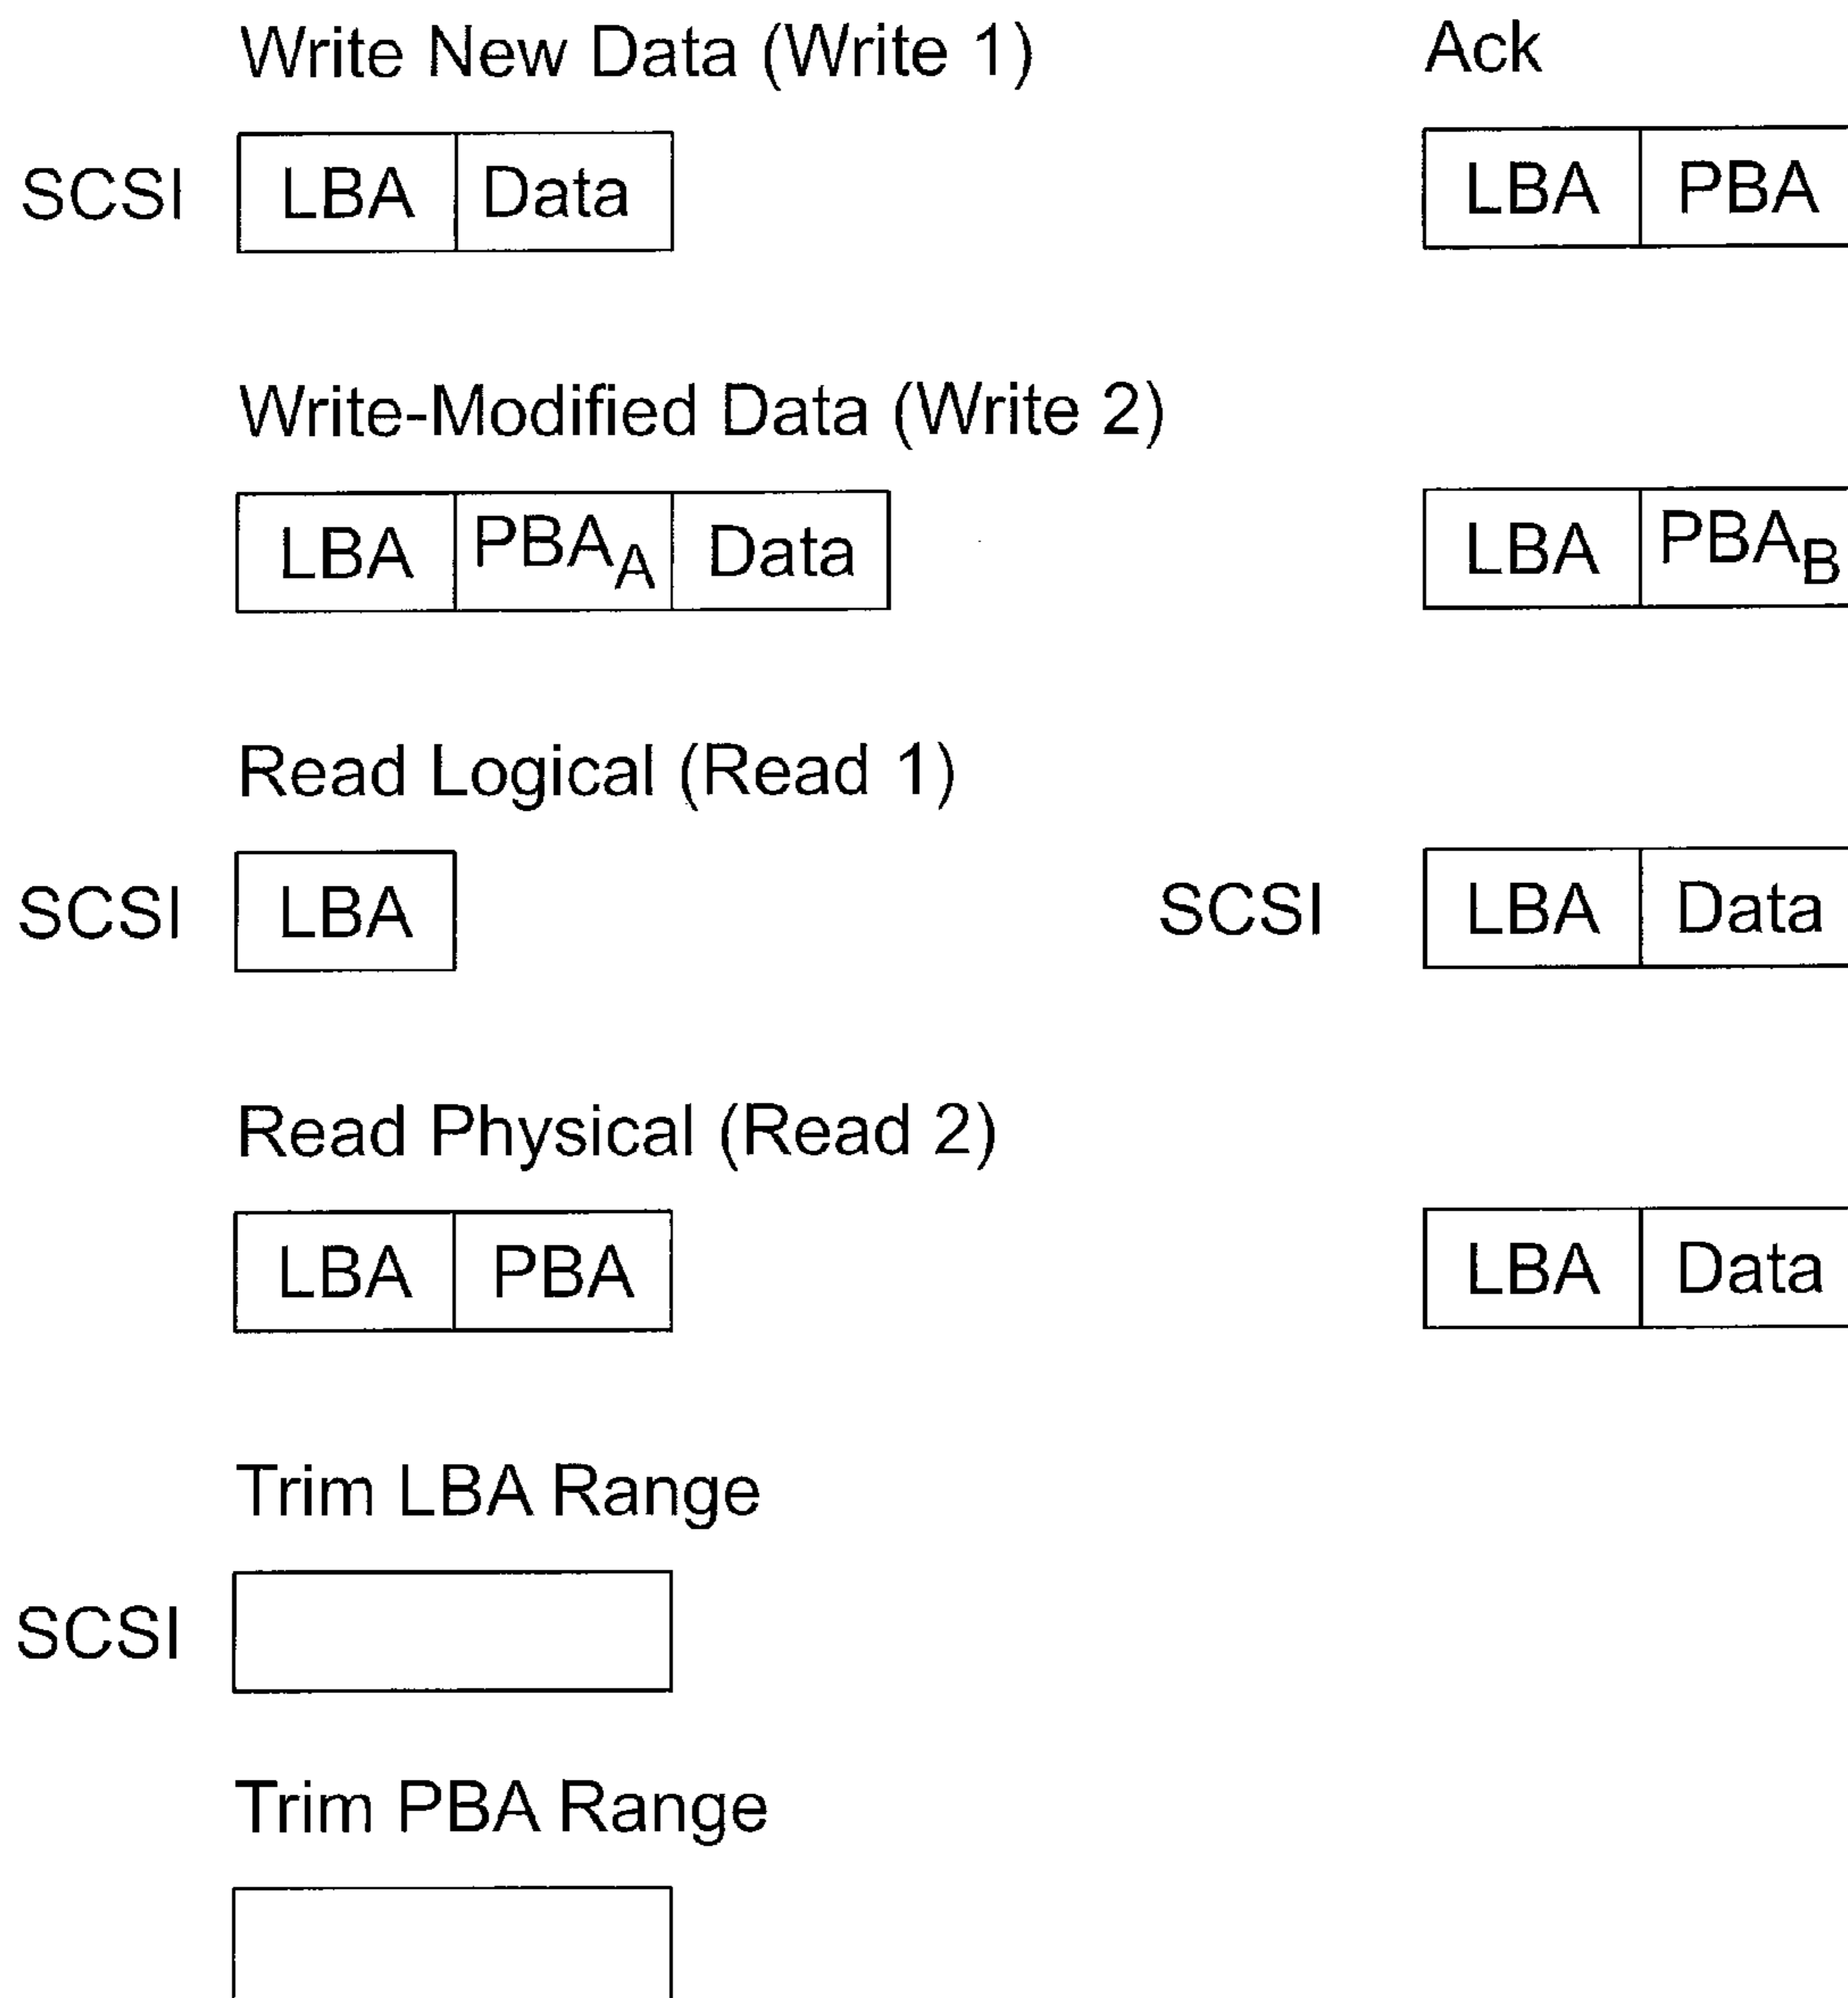 Write New Data (Write 1) Ack
SCSI LBA Data LBA PBA
Write-Modified Data (Write 2)
LBA PBAA Data LBA PBAB
Read Logical (Read 1)
SCSI LBA SCSI LBA Data
Read Physical (Read 2)
LBA PBA LBA Data
Trim LBA Range
SCSI
Trim PBA Range